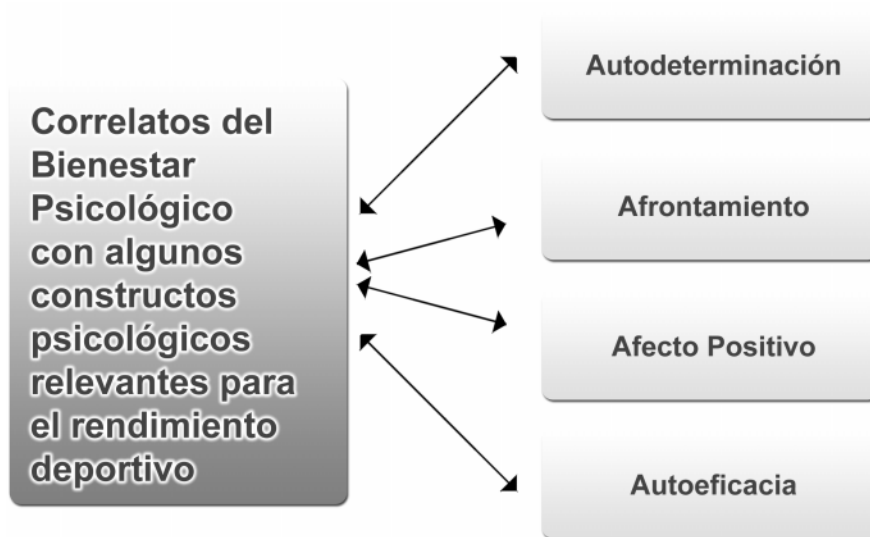 Correlatos del
Bienestar
Psicológico
con algunos
constructos
psicológicos
relevantes para
el rendimiento
deportivo
Autodeterminación
Afrontamiento
Afecto Positivo
Autoeficacia